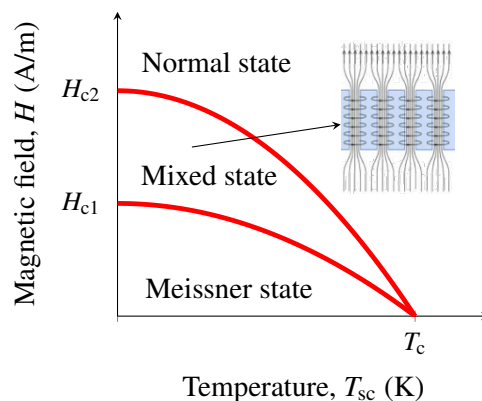 Magnetic field, H (A/m)
H_c2
H_c1
Normal state
Mixed state
Meissner state
T_c
Temperature, T_sc (K)